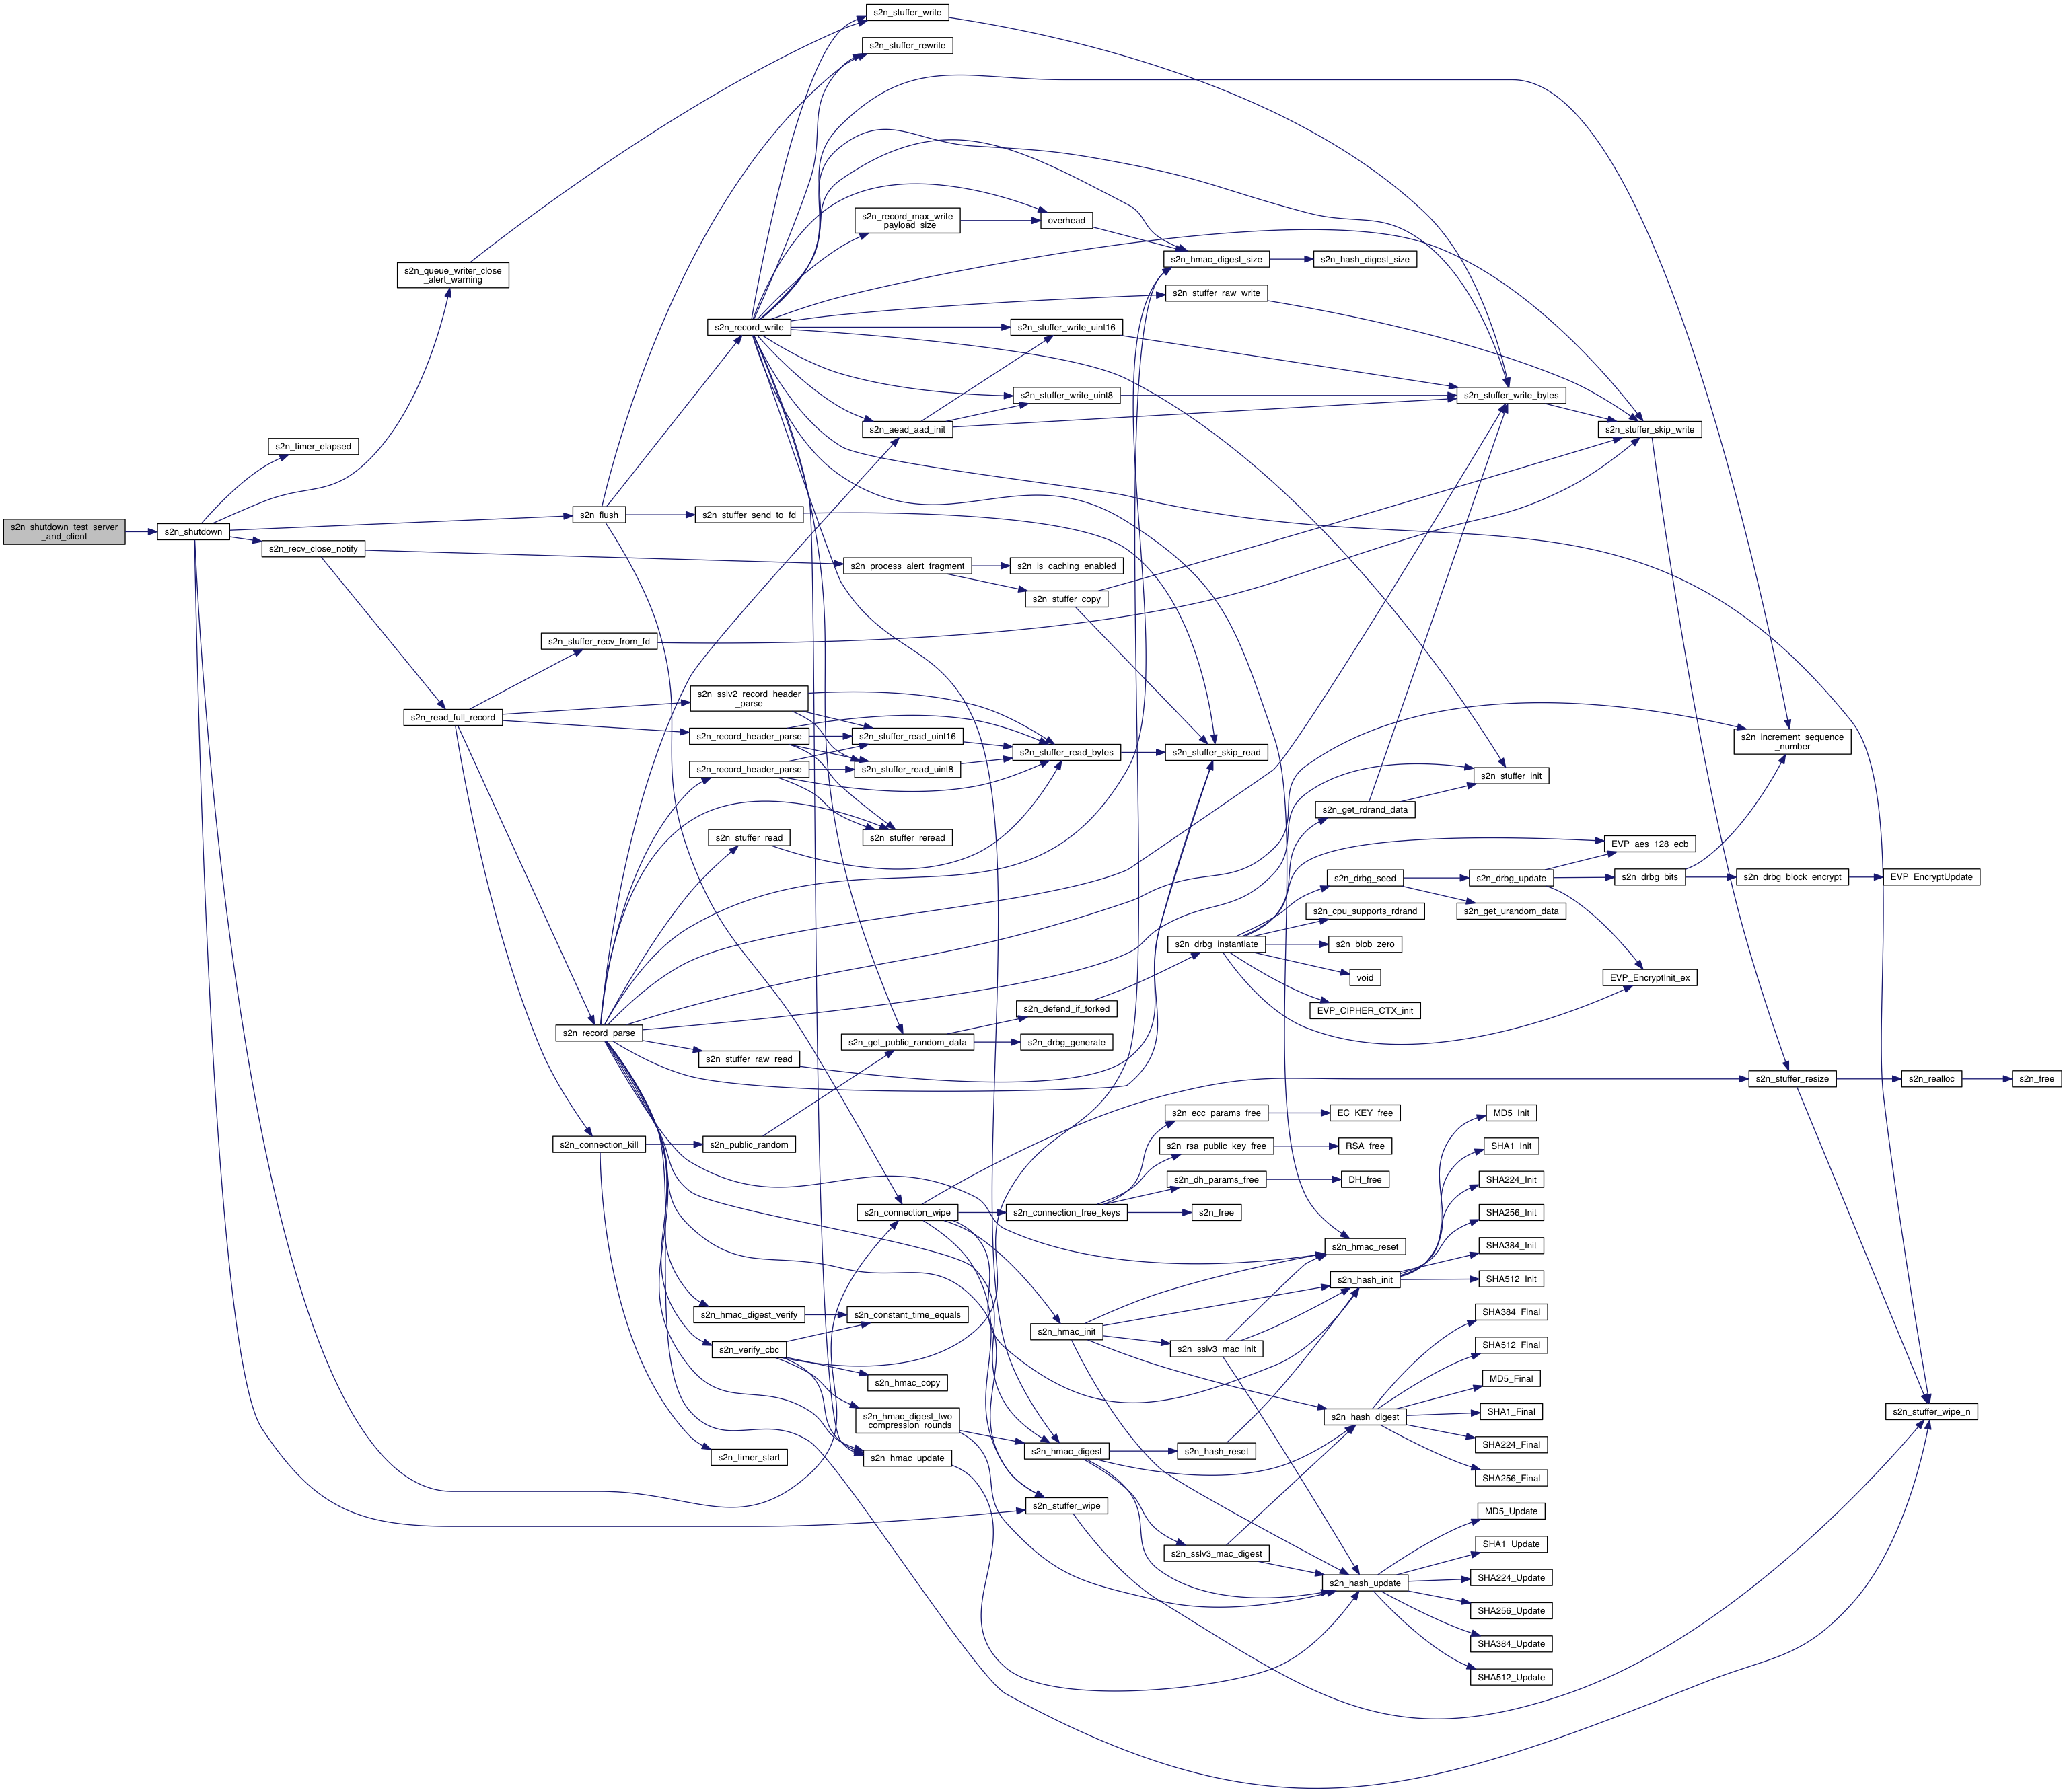 s2n_shutdown_test_server
_and_client
s2n_shutdown
s2n_timer_elapsed
s2n_recv_close_notify
s2n_queue_writer_close
_alert_warning
s2n_read_full_record
s2n_flush
s2n_stuffer_recv_from_fd
s2n_record_parse
s2n_connection_kill
s2n_record_write
s2n_stuffer_send_to_fd
s2n_sslv2_record_header
_parse
s2n_record_header_parse
s2n_record_header_parse
s2n_stuffer_read
s2n_stuffer_raw_read
s2n_public_random
s2n_hmac_digest_verify
s2n_verify_cbc
s2n_timer_start
s2n_stuffer_write
s2n_stuffer_rewrite
s2n_record_max_write
_payload_size
s2n_aead_aad_init
s2n_process_alert_fragment
s2n_stuffer_read_uint16
s2n_stuffer_read_uint8
s2n_stuffer_reread
s2n_get_public_random_data
s2n_connection_wipe
s2n_constant_time_equals
s2n_hmac_copy
s2n_hmac_digest_two
_compression_rounds
s2n_hmac_update
overhead
s2n_stuffer_write_uint16
s2n_stuffer_write_uint8
s2n_is_caching_enabled
s2n_stuffer_copy
s2n_stuffer_read_bytes
s2n_defend_if_forked
s2n_drbg_generate
s2n_connection_free_keys
s2n_hmac_init
s2n_hmac_digest
s2n_stuffer_wipe
s2n_hmac_digest_size
s2n_stuffer_raw_write
s2n_stuffer_skip_read
s2n_drbg_instantiate
s2n_ecc_params_free
s2n_rsa_public_key_free
s2n_dh_params_free
s2n_free
s2n_sslv3_mac_init
s2n_hash_reset
s2n_sslv3_mac_digest
s2n_hash_digest_size
s2n_get_rdrand_data
s2n_drbg_seed
s2n_cpu_supports_rdrand
s2n_blob_zero
void
EVP_CIPHER_CTX_init
EC_KEY_free
RSA_free
DH_free
s2n_hmac_reset
s2n_hash_init
s2n_hash_digest
s2n_hash_update
s2n_stuffer_write_bytes
s2n_stuffer_init
s2n_drbg_update
s2n_get_urandom_data
MD5_Init
SHA1_Init
SHA224_Init
SHA256_Init
SHA384_Init
SHA512_Init
SHA384_Final
SHA512_Final
MD5_Final
SHA1_Final
SHA224_Final
SHA256_Final
MD5_Update
SHA1_Update
SHA224_Update
SHA256_Update
SHA384_Update
SHA512_Update
s2n_stuffer_skip_write
EVP_aes_128_ecb
s2n_drbg_bits
EVP_EncryptInit_ex
s2n_increment_sequence
_number
s2n_drbg_block_encrypt
s2n_stuffer_resize
EVP_EncryptUpdate
s2n_realloc
s2n_stuffer_wipe_n
s2n_free